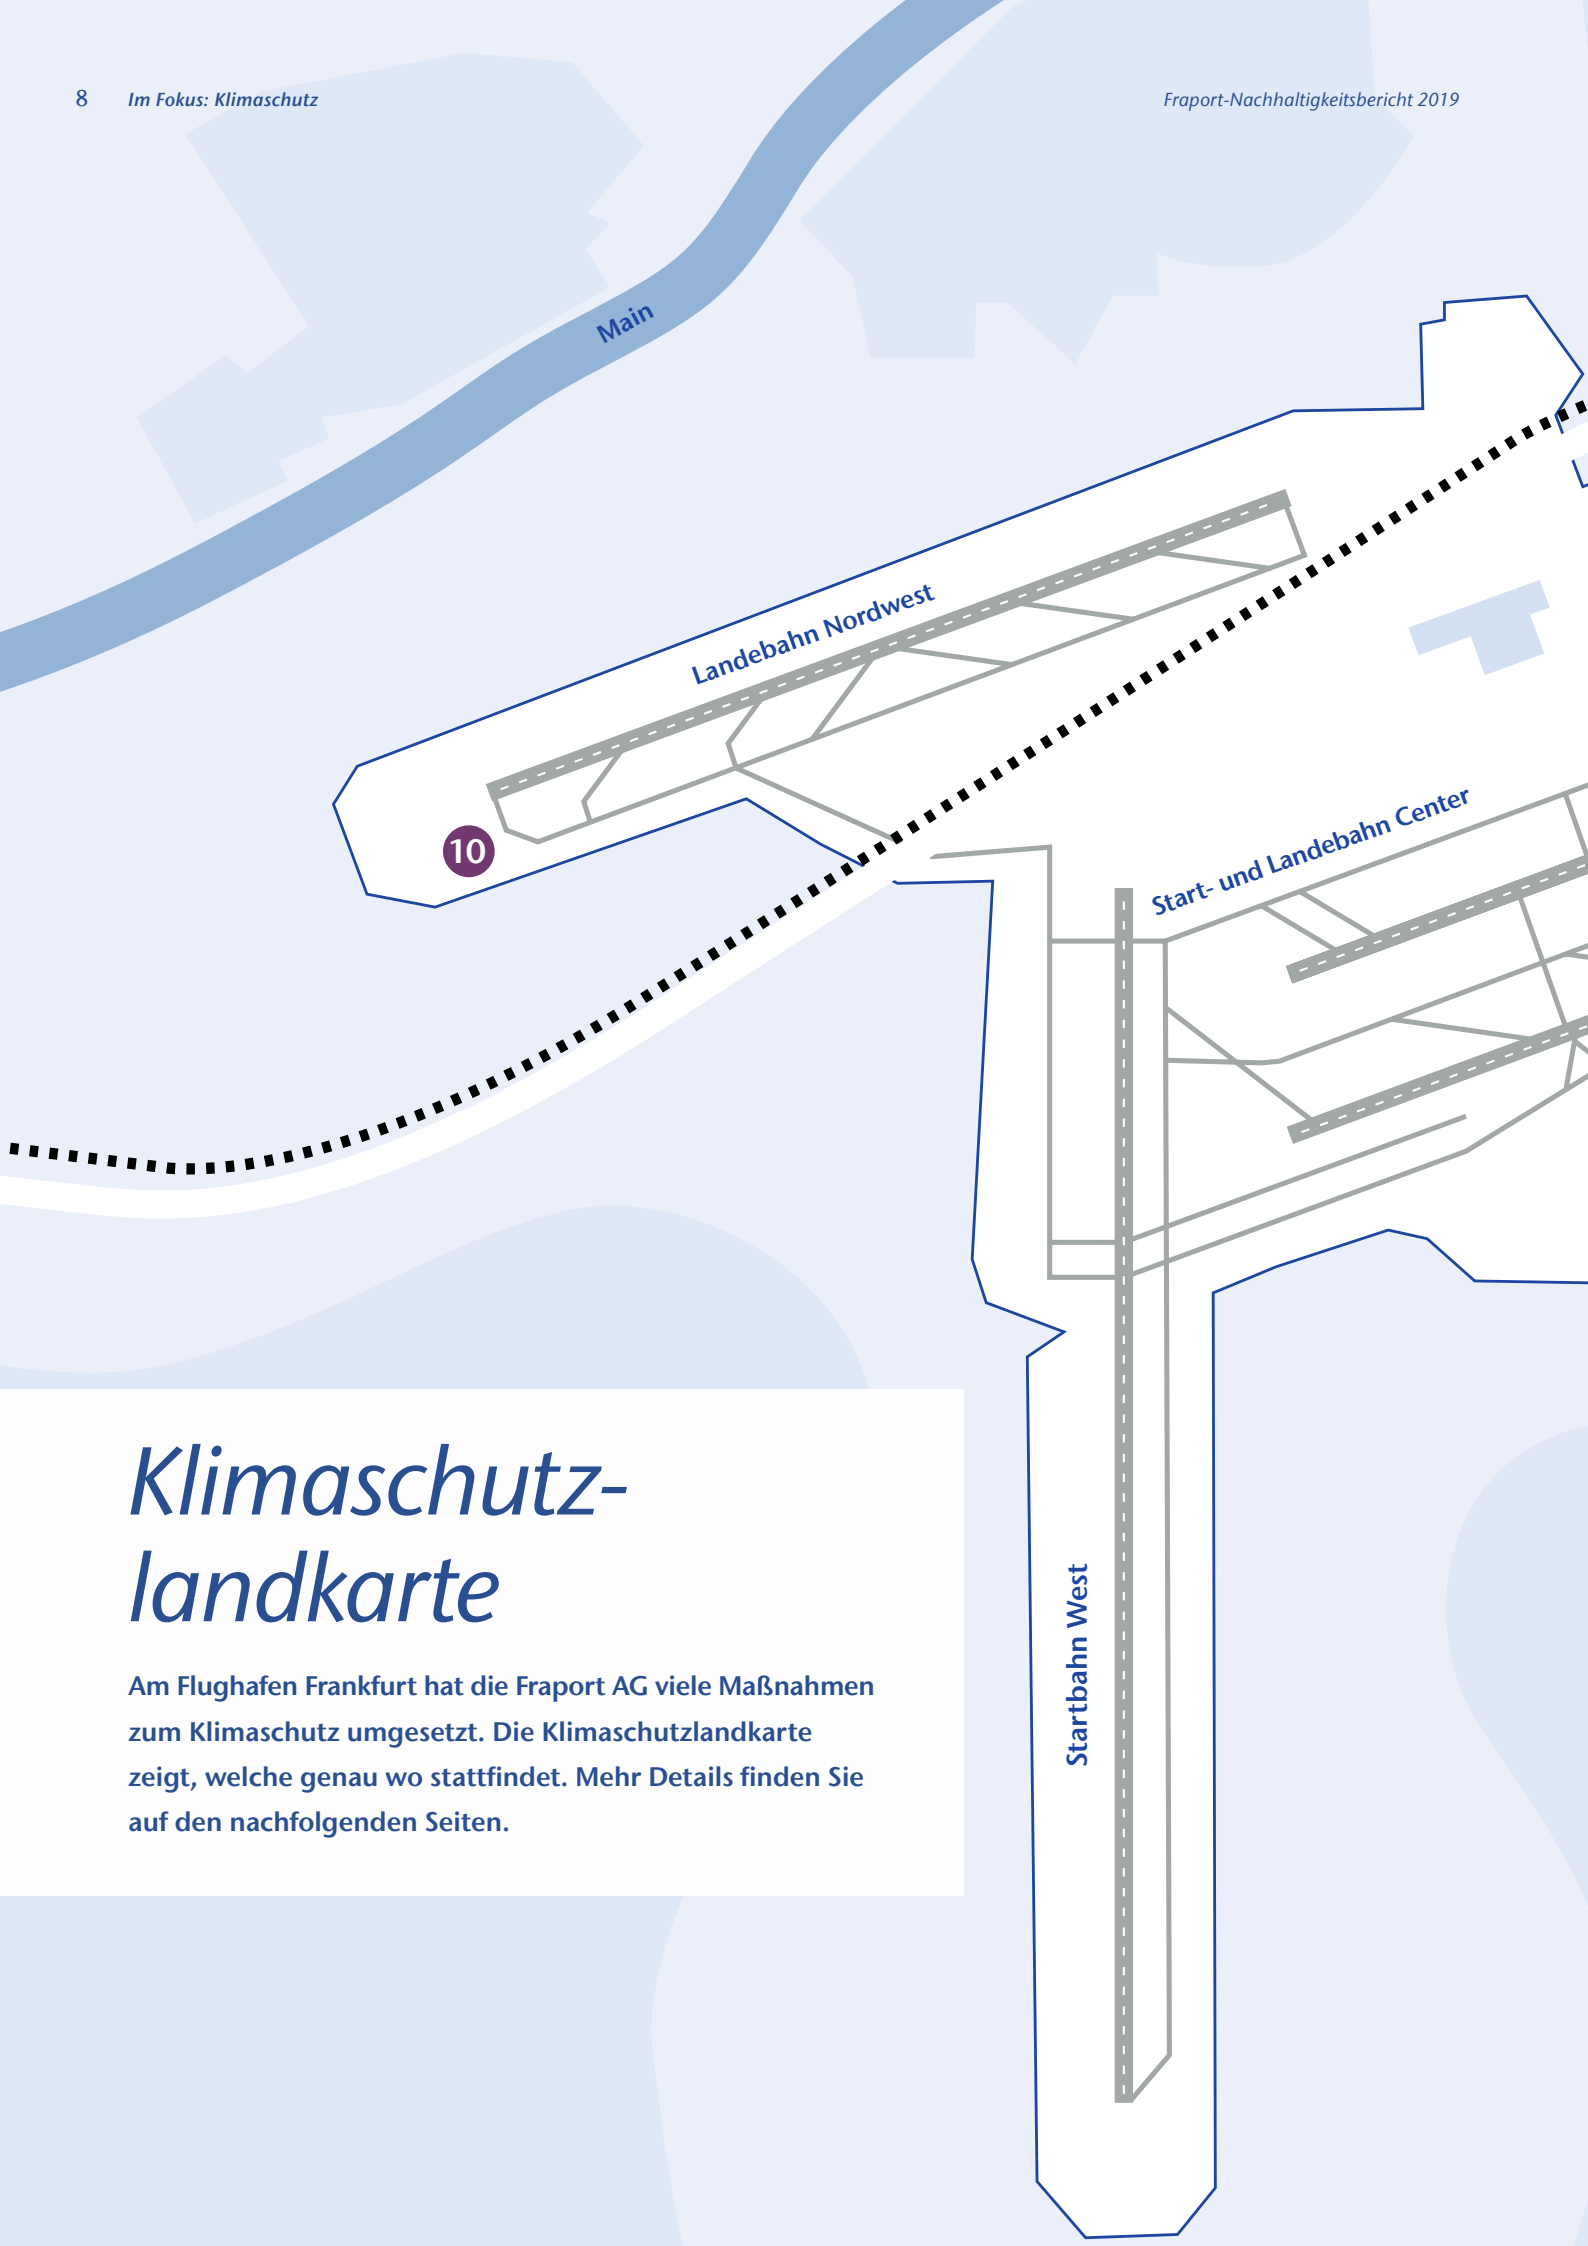 8 Im Fokus: Klimaschutz Fraport-Nachhaltigkeitsbericht 2019
Main
Landebahn Nordwest
10
Start- und Landebahn Center
Startbahn West
Klimaschutz-
landkarte
Am Flughafen Frankfurt hat die Fraport AG viele Maßnahmen
zum Klimaschutz umgesetzt. Die Klimaschutzlandkarte
zeigt, welche genau wo stattfindet. Mehr Details finden Sie
auf den nachfolgenden Seiten.